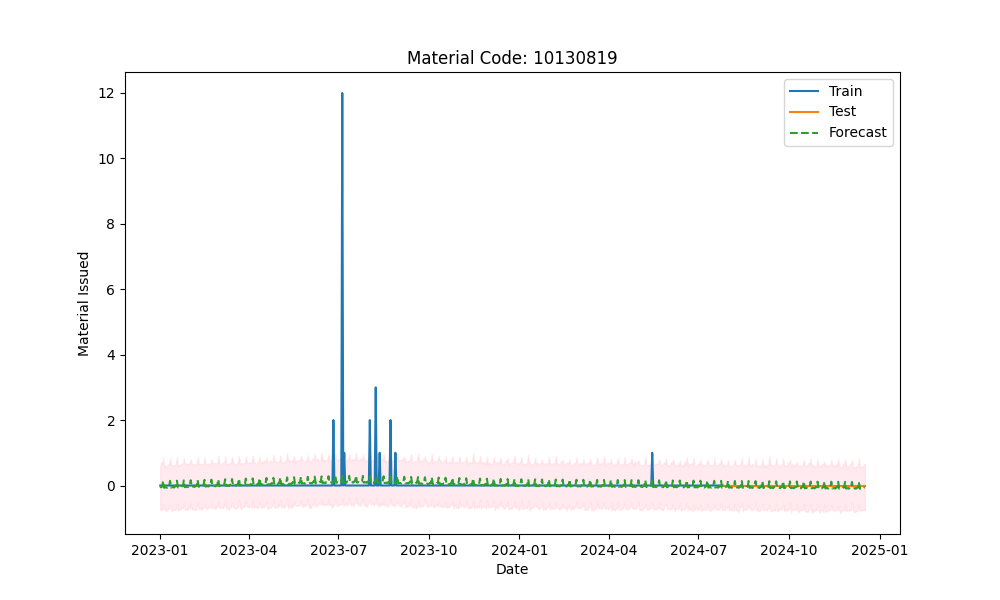 Material Code: 10130819
Train
Test
Forecast
Material Issued
12
10
8
6
4
2
0
2023-01 2023-04 2023-07 2023-10 2024-01 2024-04 2024-07 2024-10 2025-01
Date